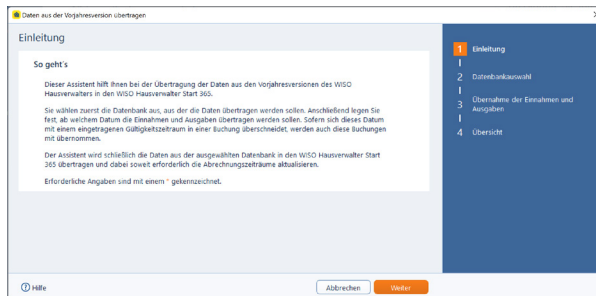 Daten aus der Vorjahresversion übertragen
Einleitung
So geht's
Dieser Assistent hilft Ihnen bei der Übertragung der Daten aus den Vorjahresversionen des WISO
Hausverwalters in den WISO Hausverwalter Start 365.
Sie wählen zuerst die Datenbank aus, aus der die Daten übertragen werden sollen. Anschließend legen Sie
fest, ab welchem Datum die Einnahmen und Ausgaben übertragen werden sollen. Sofern sich dieses Datum
mit einem eingetragenen Gültigkeitszeitraum in einer Buchung überschneidet, werden auch diese Buchungen
mit übernommen.
Der Assistent wird schließlich die Daten aus der ausgewählten Datenbank in den WISO Hausverwalter Start
365 übertragen und dabei soweit erforderlich die Abrechnungszeiträume aktualisieren.
Erforderliche Angaben sind mit einem * gekennzeichnet.
1 Einleitung
2 Datenbankauswahl
3 Übernahme der Einnahmen und
Ausgaben
4 Übersicht
Hilfe
Abbrechen
Weiter